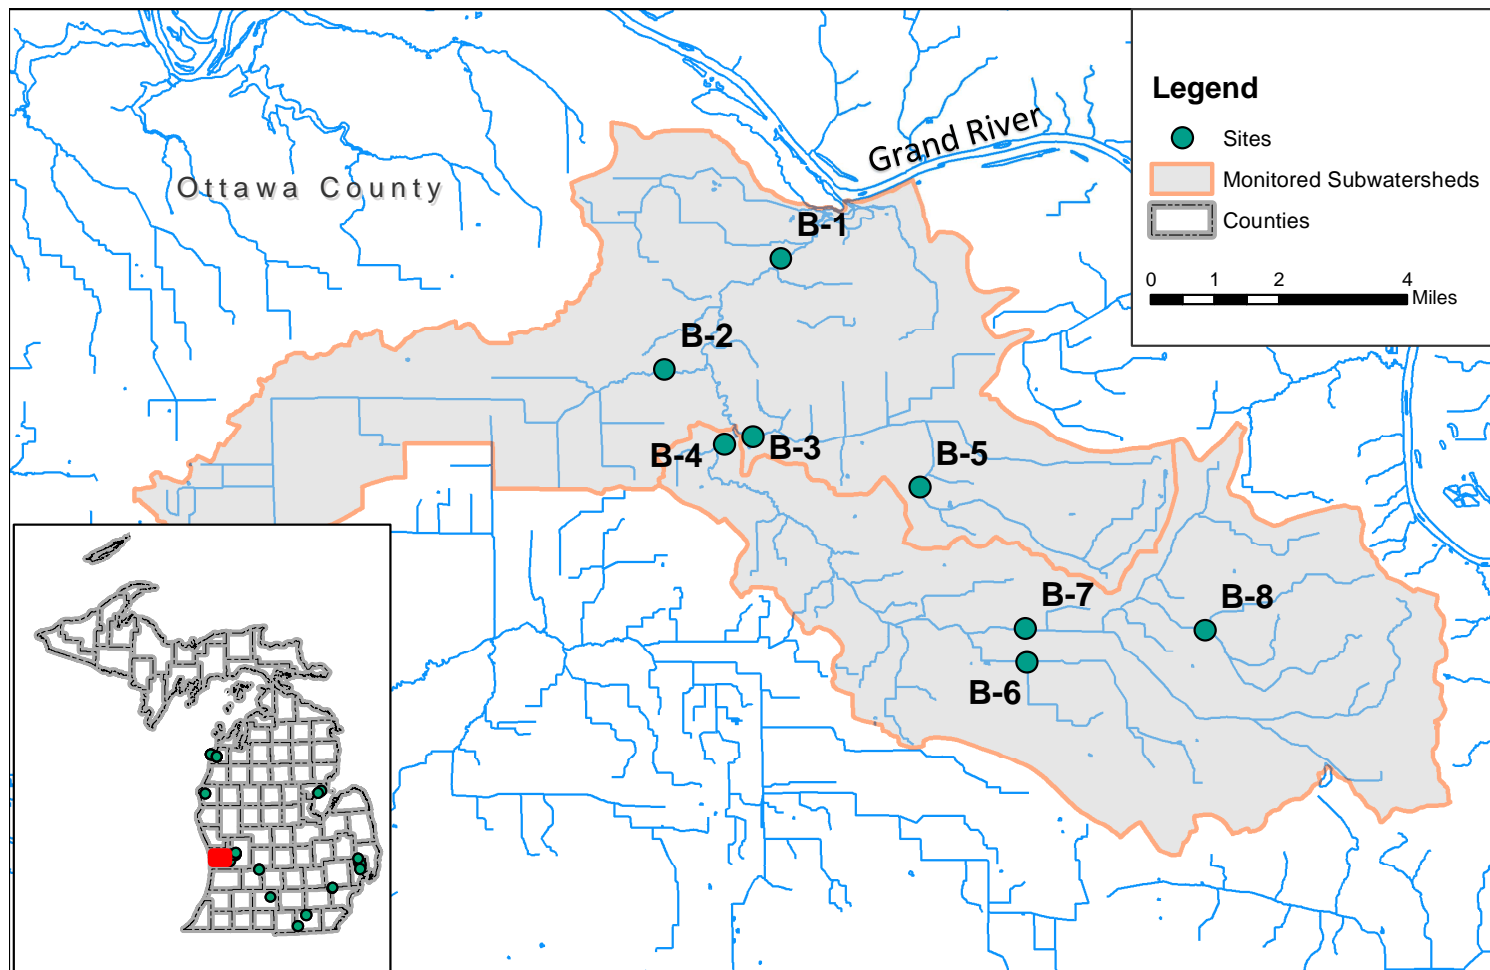 Legend
Sites
Monitored Subwatersheds
Counties
0 1 2 4
Miles
Grand River
Ottawa County
B-1
B-2
B-3
B-4
B-5
B-7
B-8
B-6